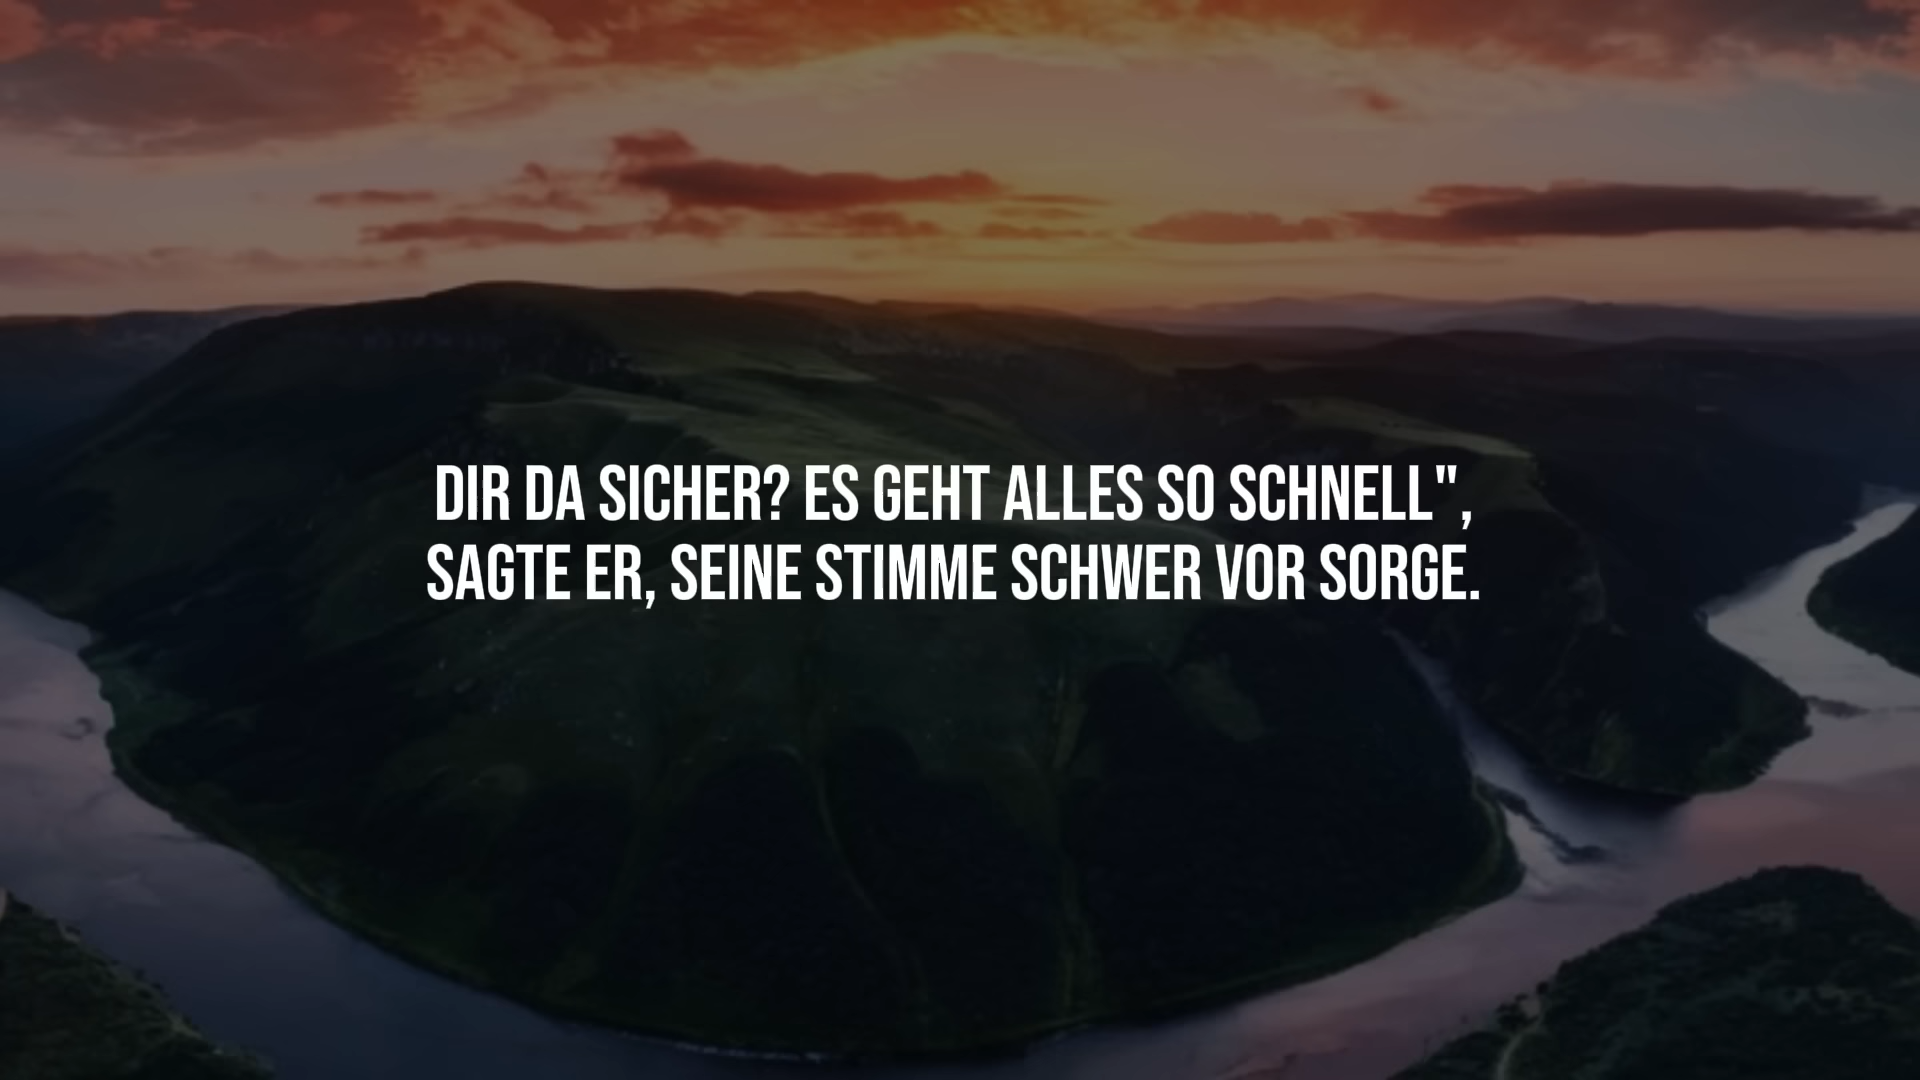 DIR DA SICHER? ES GEHT ALLES SO SCHNELL",
SAGTE ER, SEINE STIMME SCHWER VOR SORGE.